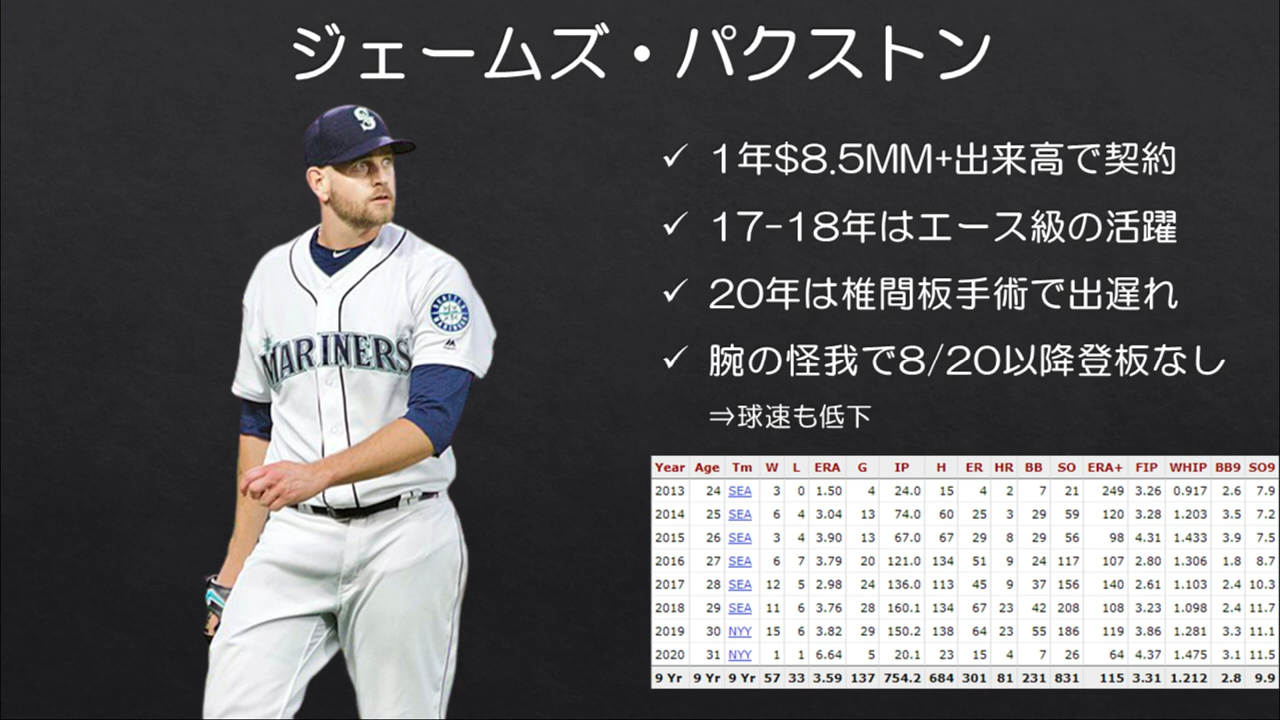 ジェームズ・パクストン
S
MARINERS
✓ 1年$8.5MM+出来高で契約
✓ 17-18年はエース級の活躍
✓ 20年は椎間板手術で出遅れ
✓ 腕の怪我で8/20以降登板なし
⇒球速も低下
Year Age Tm W L ERA G IP H ER HR BB SO ERA+ FIP WHIP BB9 SO9
2013 24 SEA 3 0 1.50 4 24.0 15 4 2 7 21 249 3.26 0.917 2.6 7.9
2014 25 SEA 6 4 3.04 13 74.0 60 25 3 29 59 120 3.28 1.203 3.5 7.2
2015 26 SEA 3 4 3.90 13 67.0 67 29 8 29 56 98 4.31 1.433 3.9 7.5
2016 27 SEA 6 7 3.79 20 121.0 134 51 9 24 117 107 2.80 1.306 1.8 8.7
2017 28 SEA 12 5 2.98 24 136.0 113 45 9 37 156 140 2.61 1.103 2.4 10.3
2018 29 SEA 11 6 3.76 28 160.1 134 67 23 42 208 108 3.23 1.098 2.4 11.7
2019 30 NYY 15 6 3.82 29 150.2 138 64 23 55 186 119 3.86 1.281 3.3 11.1
2020 31 NYY 1 1 6.64 5 20.1 23 15 4 7 26 64 4.37 1.475 3.1 11.5
9 Yr 9 Yr 9 Yr 57 33 3.59 137 754.2 684 301 81 231 831 115 3.31 1.212 2.8 9.9